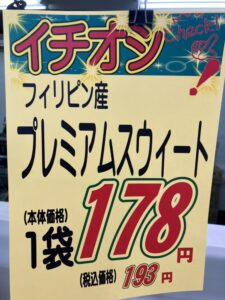 Check!
イチオシ
!
フィリピン産
プレミアムスウィート
(本体価格)
1袋 178円
(税込価格) 193円